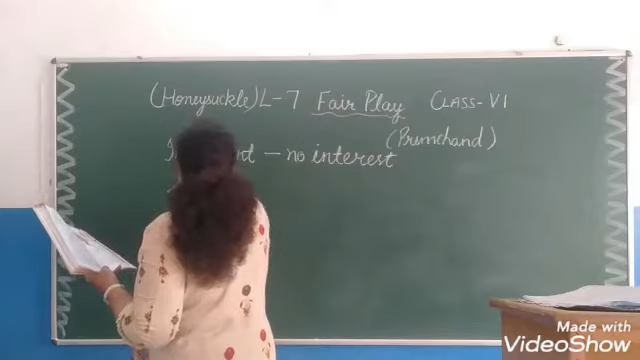 (Honeysuckle) L-7 Fair Play CLASS-VI
(Premchand)
— no interest
Made with
VideoShow